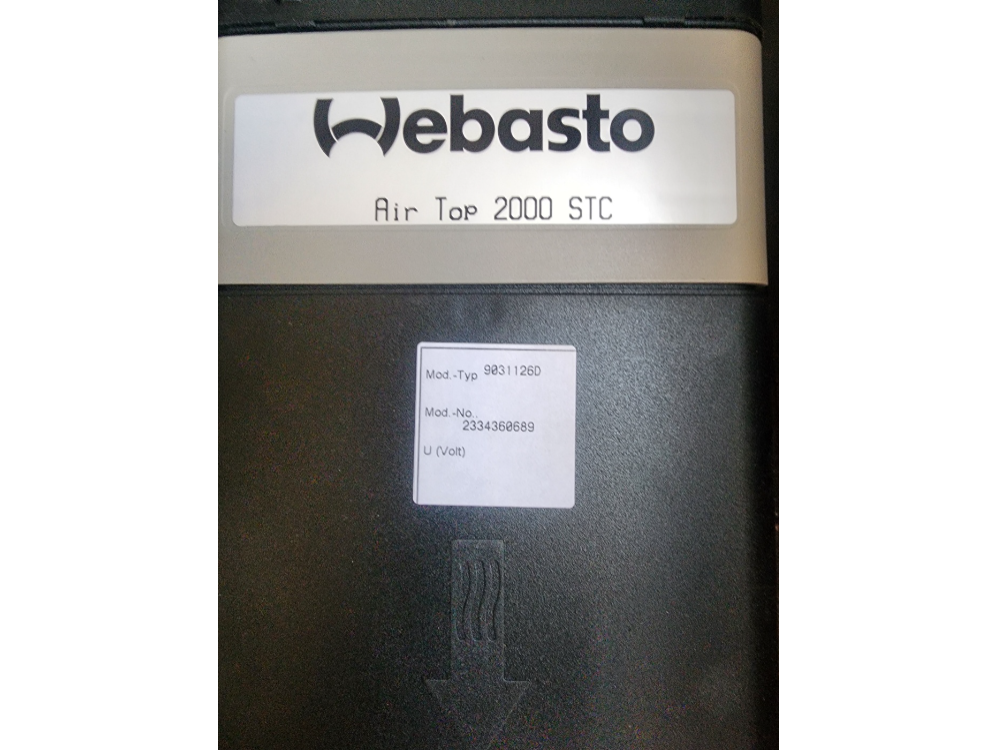 Webasto
Air Top 2000 STC
Mod.-Typ 9031126D
Mod.-No..
2334360689
U (Volt)